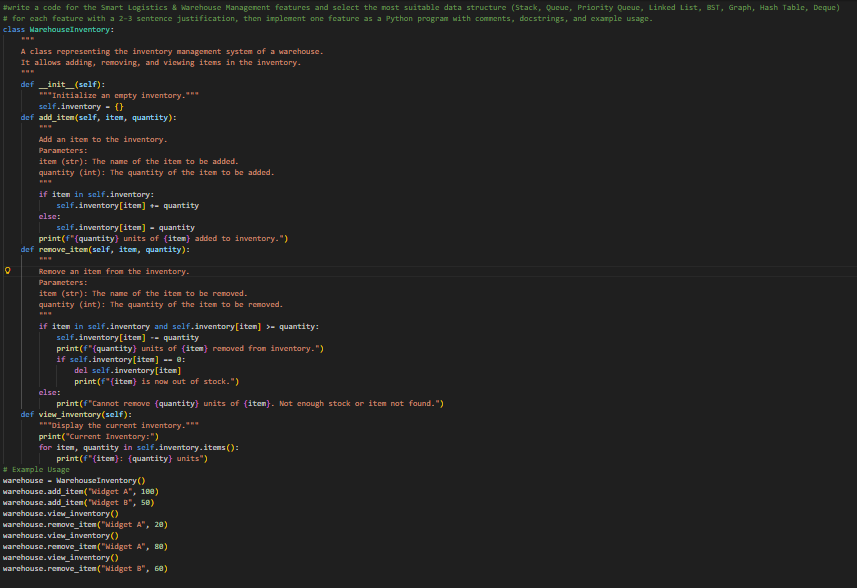 #write a code for the Smart Logistics & Warehouse Management features and select the most suitable data structure (Stack, Queue, Priority Queue, Linked List, BST, Graph, Hash Table, Deque)
# for each feature with a 2-3 sentence justification, then implement one feature as a Python program with comments, docstrings, and example usage.
class WarehouseInventory:
    """
    A class representing the inventory management system of a warehouse.
    It allows adding, removing, and viewing items in the inventory.
    """
    def __init__(self):
        """Initialize an empty inventory."""
        self.inventory = {}
    def add_item(self, item, quantity):
        """
        Add an item to the inventory.
        Parameters:
        item (str): The name of the item to be added.
        quantity (int): The quantity of the item to be added.
        """
        if item in self.inventory:
            self.inventory[item] += quantity
        else:
            self.inventory[item] = quantity
        print(f"{quantity} units of {item} added to inventory.")
    def remove_item(self, item, quantity):
        """
        Remove an item from the inventory.
        Parameters:
        item (str): The name of the item to be removed.
        quantity (int): The quantity of the item to be removed.
        """
        if item in self.inventory and self.inventory[item] >= quantity:
            self.inventory[item] -= quantity
            print(f"{quantity} units of {item} removed from inventory.")
            if self.inventory[item] == 0:
                del self.inventory[item]
                print(f"{item} is now out of stock.")
        else:
            print(f"Cannot remove {quantity} units of {item}. Not enough stock or item not found.")
    def view_inventory(self):
        """Display the current inventory."""
        print("Current Inventory:")
        for item, quantity in self.inventory.items():
            print(f"{item}: {quantity} units")
# Example Usage
warehouse = WarehouseInventory()
warehouse.add_item("Widget A", 100)
warehouse.add_item("Widget B", 50)
warehouse.view_inventory()
warehouse.remove_item("Widget A", 20)
warehouse.view_inventory()
warehouse.remove_item("Widget A", 80)
warehouse.view_inventory()
warehouse.remove_item("Widget B", 60)